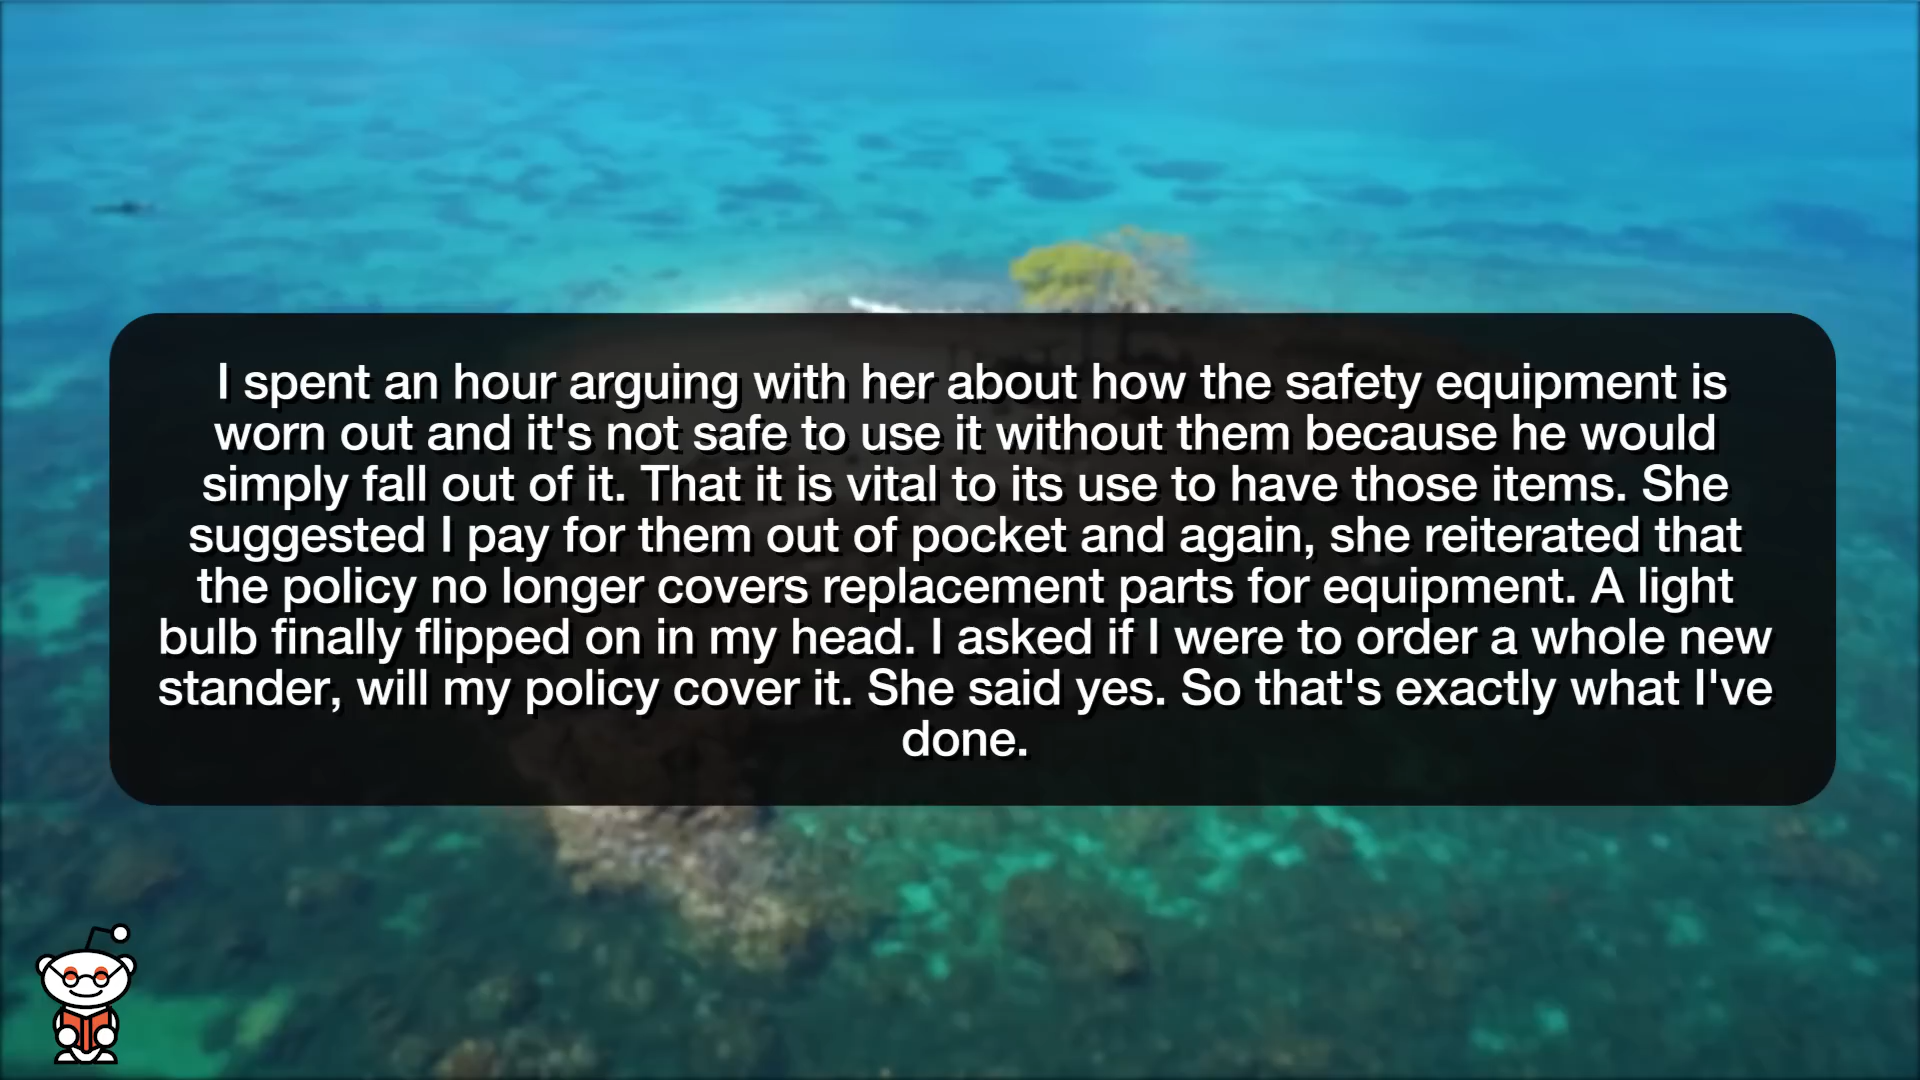 I spent an hour arguing with her about how the safety equipment is
worn out and it's not safe to use it without them because he would
simply fall out of it. That it is vital to its use to have those items. She
suggested I pay for them out of pocket and again, she reiterated that
the policy no longer covers replacement parts for equipment. A light
bulb finally flipped on in my head. I asked if I were to order a whole new
stander, will my policy cover it. She said yes. So that's exactly what I've
done.